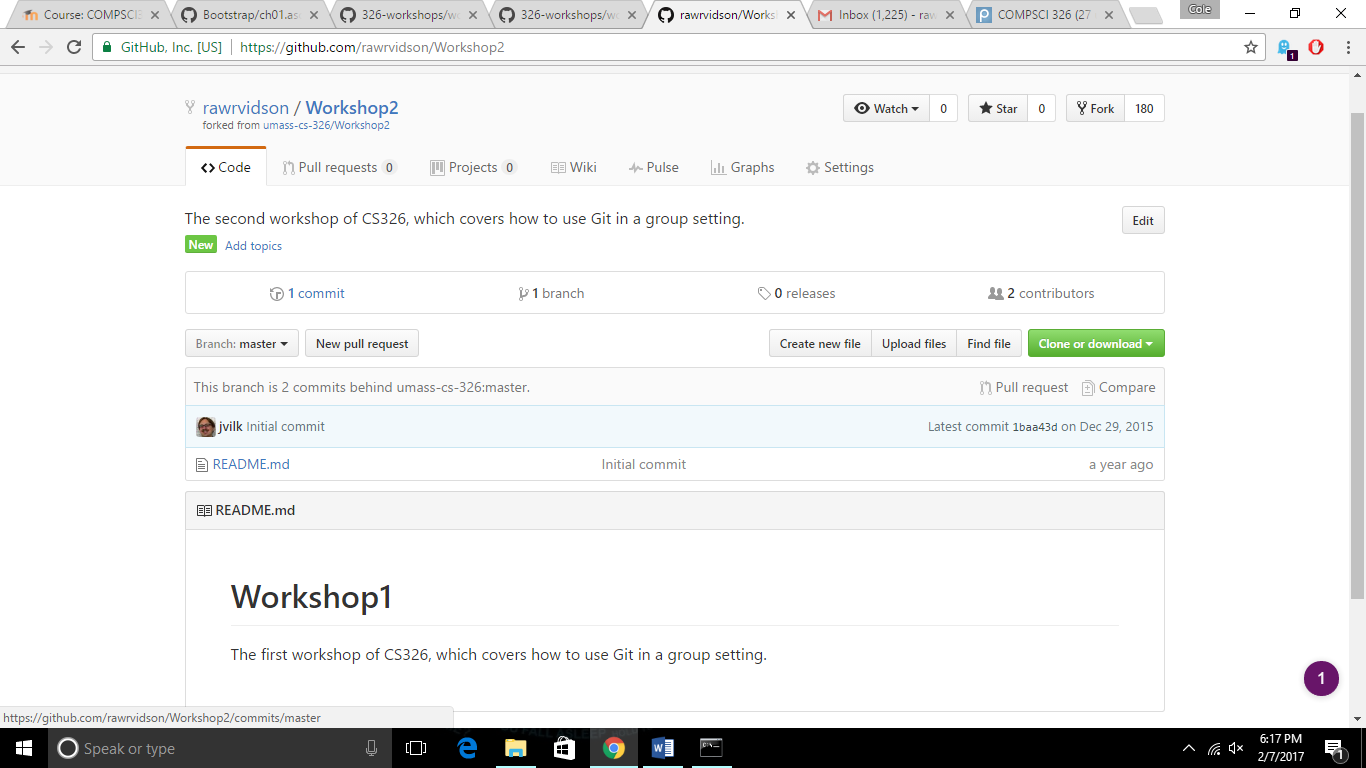 Course: COMPSCI
Bootstrap/ch01.asc
326-workshops/wo
326-workshops/wo
rawrvidson/Works
Inbox (1,225) - raw
COMPSCI 326 (27
Cole
GitHub, Inc. [US] https://github.com/rawrvidson/Workshop2
1
rawrvidson / Workshop2
forked from umass-cs-326/Workshop2
Watch 0
Star 0
Fork 180
Code
Pull requests 0
Projects 0
Wiki
Pulse
Graphs
Settings
The second workshop of CS326, which covers how to use Git in a group setting.
Edit
New Add topics
1 commit
1 branch
0 releases
2 contributors
Branch: master
New pull request
Create new file
Upload files
Find file
Clone or download
This branch is 2 commits behind umass-cs-326:master.
Pull request
Compare
jvilk Initial commit
Latest commit 1baa43d on Dec 29, 2015
README.md
Initial commit
a year ago
README.md
Workshop1
The first workshop of CS326, which covers how to use Git in a group setting.
1
https://github.com/rawrvidson/Workshop2/commits/master
Speak or type
6:17 PM
2/7/2017
1